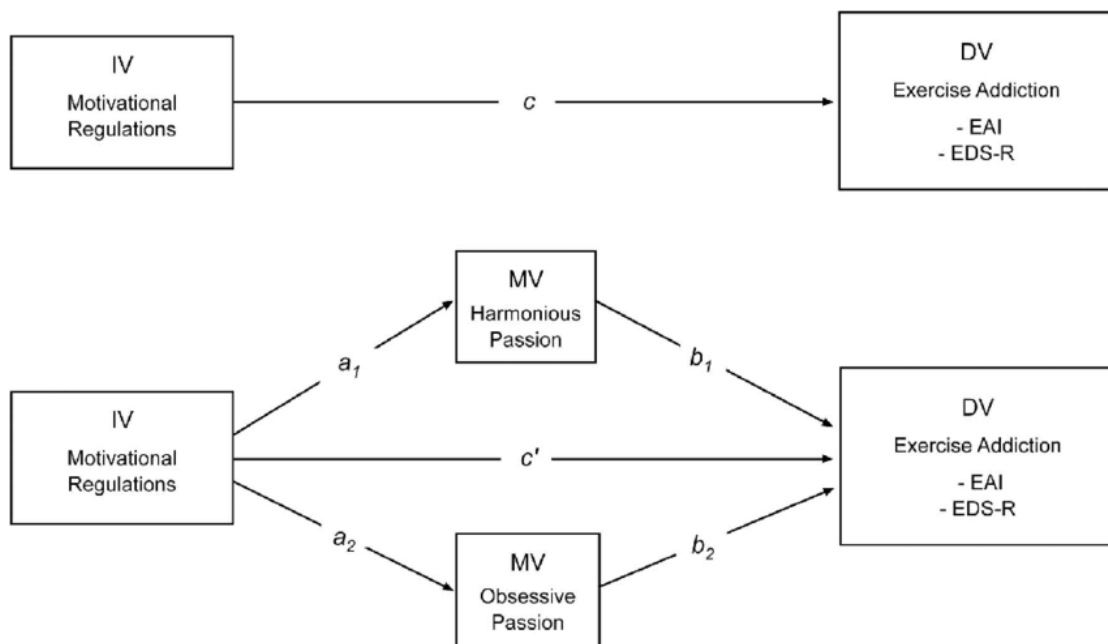 IV
Motivational
Regulations
c
DV
Exercise Addiction
- EAI
- EDS-R
MV
Harmonious
Passion
a₁
b₁
IV
Motivational
Regulations
c'
DV
Exercise Addiction
- EAI
- EDS-R
a₂
b₂
MV
Obsessive
Passion